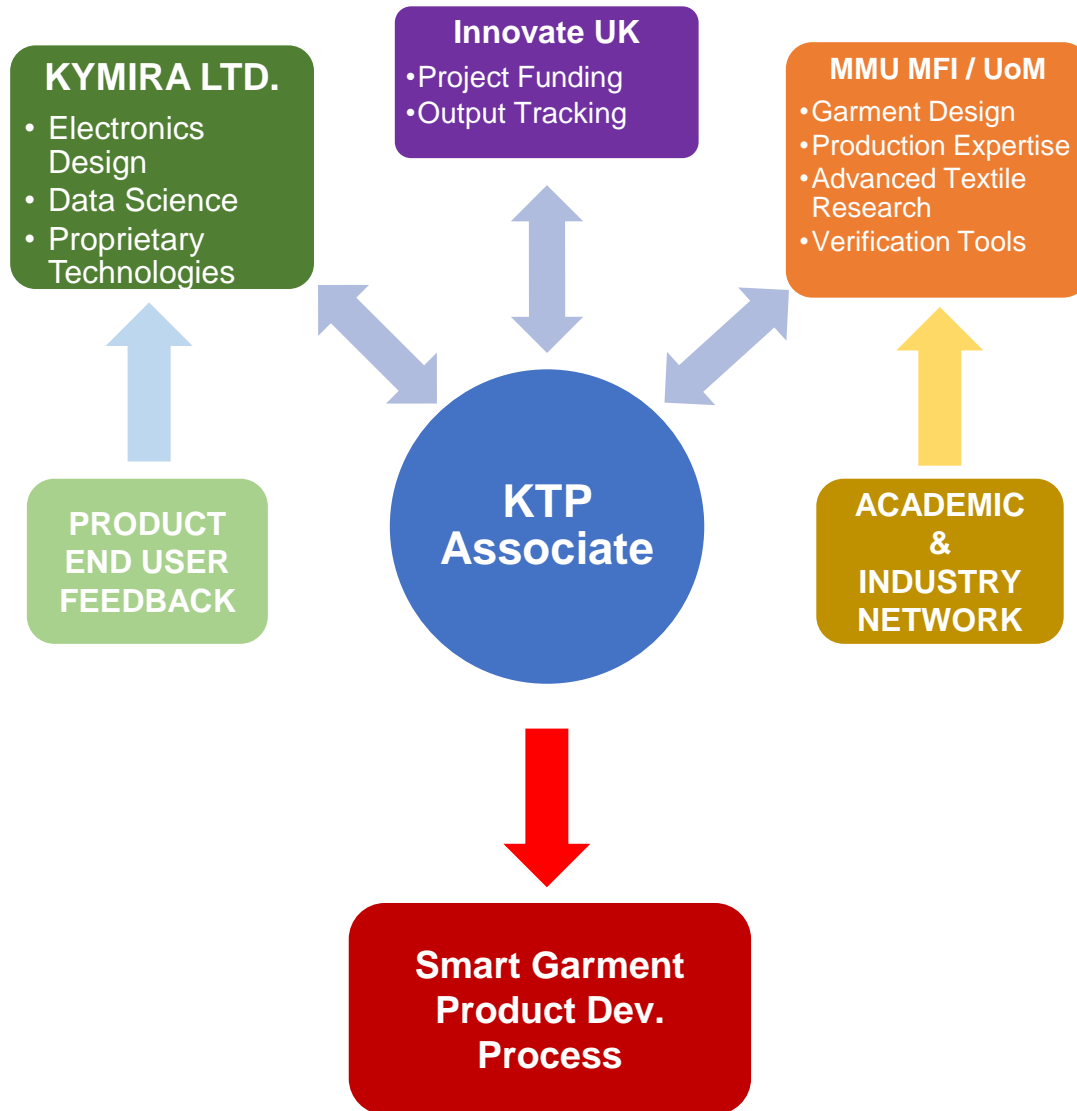 KYMIRA LTD.
• Electronics
Design
• Data Science
• Proprietary
Technologies
Innovate UK
•Project Funding
•Output Tracking
MMU MFI / UoM
•Garment Design
•Production Expertise
•Advanced Textile
Research
•Verification Tools
PRODUCT
END USER
FEEDBACK
KTP
Associate
ACADEMIC
&
INDUSTRY
NETWORK
Smart Garment
Product Dev.
Process